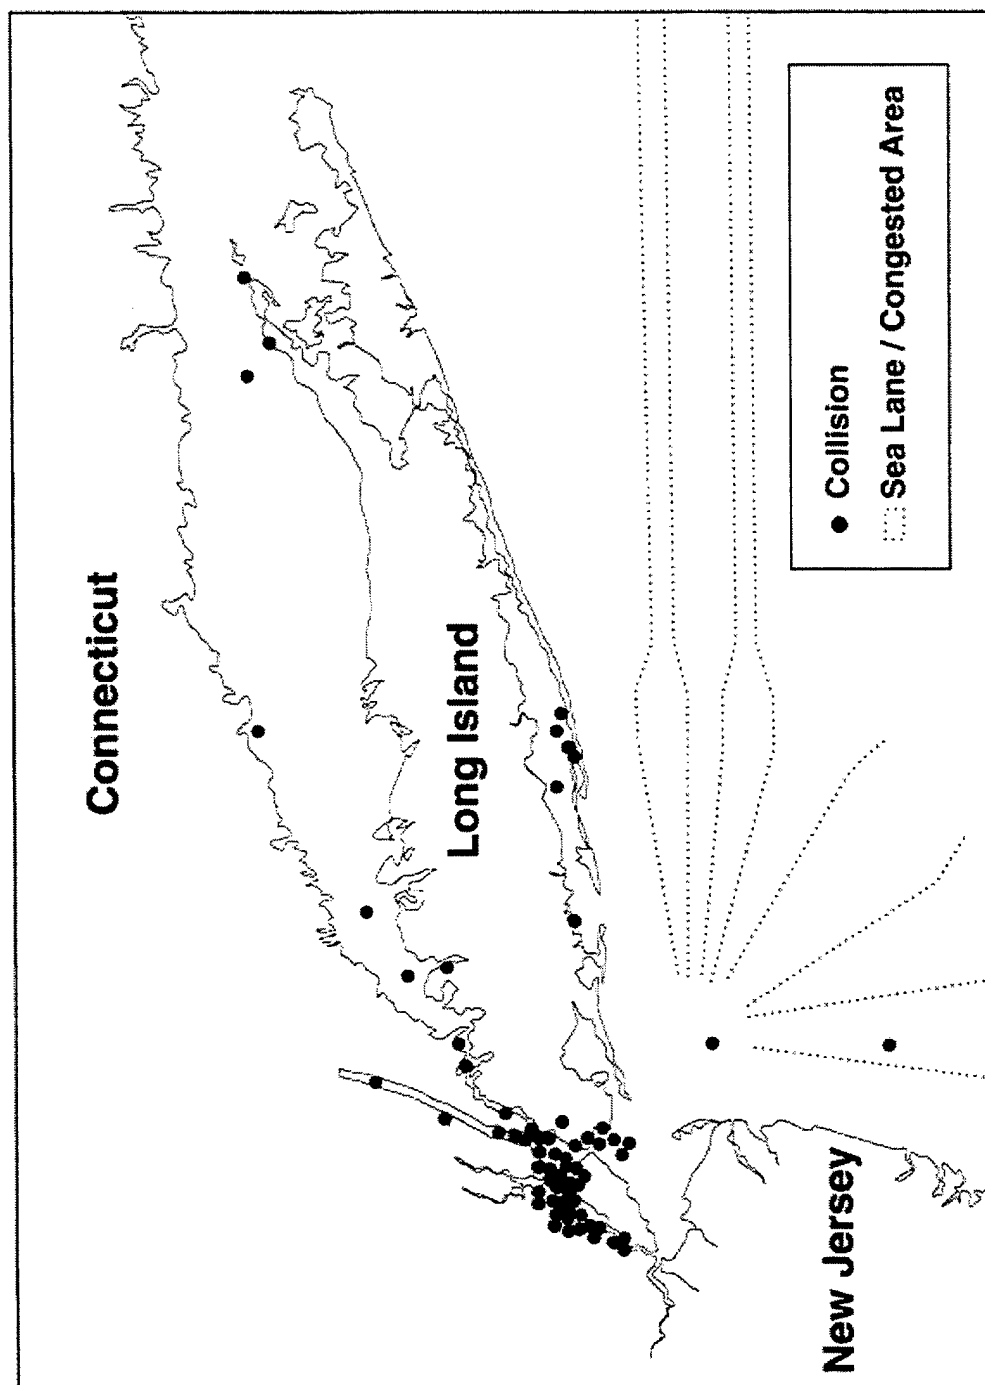 Connecticut
Long Island
New Jersey
Collision
Sea Lane / Congested Area